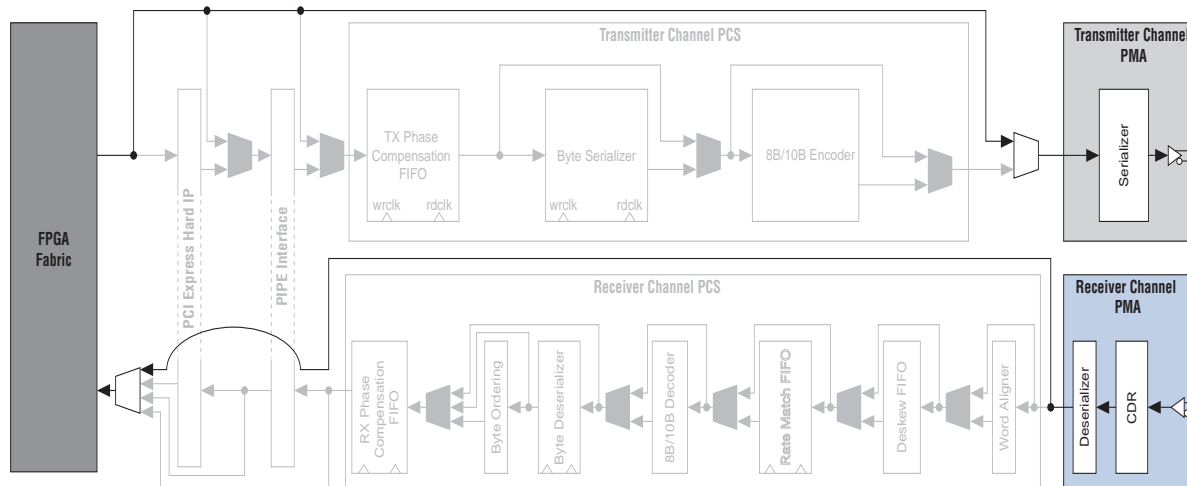 Transmitter Channel PCS
Transmitter Channel
PMA
FPGA
Fabric
PCI Express Hard IP
PIPE Interface
TX Phase
Compensation
FIFO
wrclk
rdclk
Byte Serializer
wrclk
rdclk
8B/10B Encoder
Serializer
Receiver Channel PCS
Receiver Channel
PMA
RX Phase
Compensation
FIFO
Byte Ordering
Byte Deserializer
8B/10B Decoder
Rate Match FIFO
Deskew FIFO
Word Aligner
Deserializer
CDR